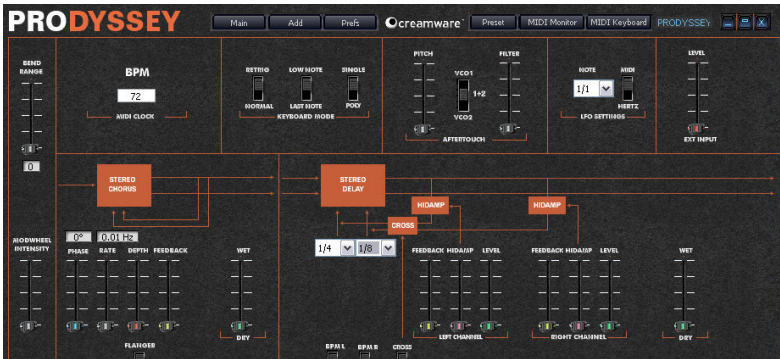 PRODYSSEY
Main Add Prefs creamware Preset MIDI Monitor MIDI Keyboard PRODYSSEY X
BEND
RANGE
0
BPM
72
MIDI CLOCK
RETRIG LOW NOTE SINGLE
NORMAL LAST NOTE POLY
KEYBOARD MODE
PITCH FILTER
VCO1
1+2
VCO2
AFTERTOUCH
NOTE MIDI
1/1
HERTZ
LFO SETTINGS
LEVEL
EXT INPUT
STEREO
CHORUS
STEREO
DELAY
HIDAMP HIDAMP
CROSS
MODWHEEL
INTENSITY
0° 0.01 Hz
PHASE RATE DEPTH FEEDBACK WET
DRY
FLANGER
1/4 1/8
FEEDBACK HIDAMP LEVEL
LEFT CHANNEL
FEEDBACK HIDAMP LEVEL
RIGHT CHANNEL
WET
DRY
BPM L BPM R CROSS